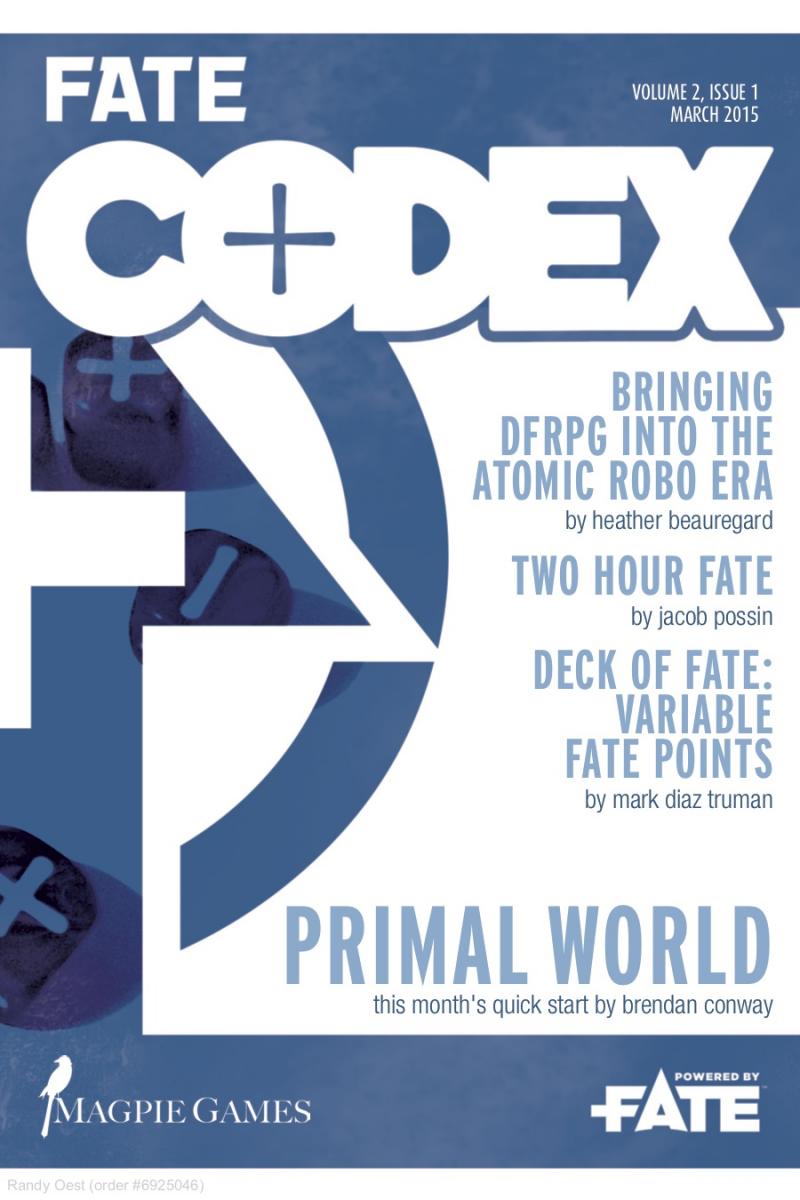 FATE
VOLUME 2, ISSUE 1
MARCH 2015
CODEX
BRINGING
DFRPG INTO THE
ATOMIC ROBO ERA
by heather beauregard
TWO HOUR FATE
by jacob possin
DECK OF FATE:
VARIABLE
FATE POINTS
by mark diaz truman
PRIMAL WORLD
this month's quick start by brendan conway
MAGPIE GAMES
POWERED BY
FATE
TM
Randy Oest (order #6925046)